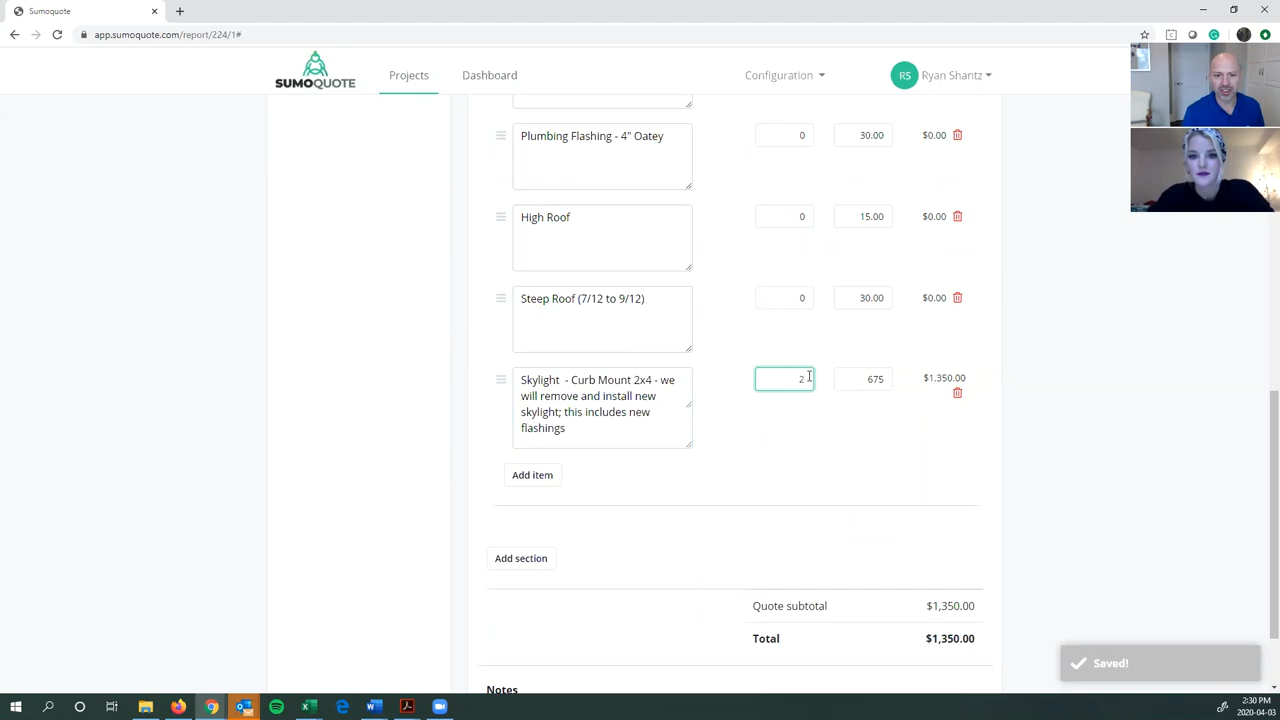 Sumoquote
app.sumoquote.com/report/224/1#
SUMOQUOTE
Projects
Dashboard
Configuration
RS
Ryan Shantz
Plumbing Flashing - 4" Oatey
0
30.00
$0.00
High Roof
0
15.00
$0.00
Steep Roof (7/12 to 9/12)
0
30.00
$0.00
Skylight  - Curb Mount 2x4 - we
will remove and install new
skylight; this includes new
flashings
2
675
$1,350.00
Add item
Add section
Quote subtotal
$1,350.00
Total
$1,350.00
Saved!
Notes
2:30 PM
2020-04-03